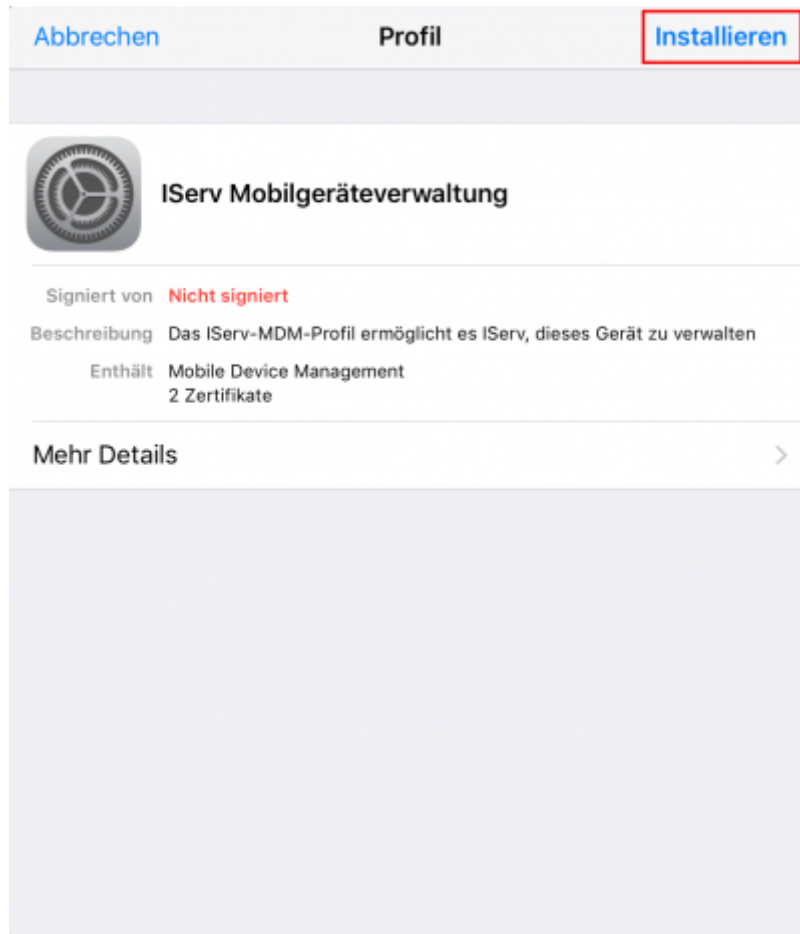 Abbrechen Profil Installieren
IServ Mobilgeräteverwaltung
Signiert von Nicht signiert
Beschreibung Das IServ-MDM-Profil ermöglicht es IServ, dieses Gerät zu verwalten
Enthält Mobile Device Management
2 Zertifikate
Mehr Details